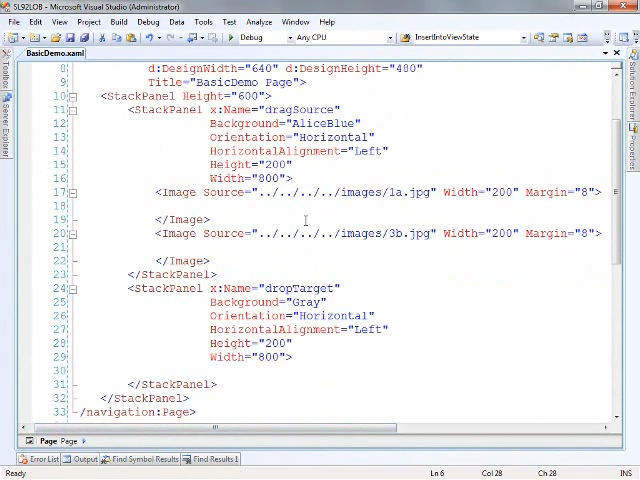 SL92LOB - Microsoft Visual Studio (Administrator)
File Edit View Project Build Debug Data Tools Test Analyze Window Help
Debug Any CPU InsertIntoViewState
BasicDemo.xaml
Toolbox
Server Explorer
Solution Explorer
Properties
8 d:DesignWidth="640" d:DesignHeight="480"
9 Title="BasicDemo Page">
10 <StackPanel Height="600">
11 <StackPanel x:Name="dragSource"
12 Background="AliceBlue"
13 Orientation="Horizontal"
14 HorizontalAlignment="Left"
15 Height="200"
16 Width="800">
17 <Image Source="../../../../images/1a.jpg" Width="200" Margin="8">
18
19 </Image>
20 <Image Source="../../../../images/3b.jpg" Width="200" Margin="8">
21
22 </Image>
23 </StackPanel>
24 <StackPanel x:Name="dropTarget"
25 Background="Gray"
26 Orientation="Horizontal"
27 HorizontalAlignment="Left"
28 Height="200"
29 Width="800">
30
31 </StackPanel>
32 </StackPanel>
33 /navigation:Page>
Page Page
Error List Output Find Symbol Results Find Results 1
Ready Ln 6 Col 28 Ch 28 INS